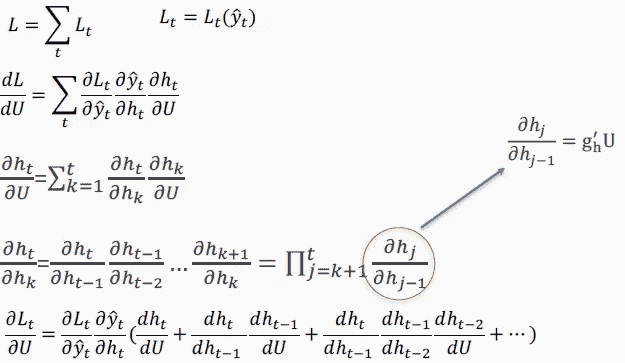 L = ∑_t L_t    L_t = L_t(ŷ_t)
dL/dU = ∑_t ∂L_t/∂ŷ_t ∂ŷ_t/∂h_t ∂h_t/∂U
∂h_j/∂h_{j−1} = g′_h U
∂h_t/∂U = ∑_{k=1}^t ∂h_t/∂h_k ∂h_k/∂U
∂h_t/∂h_k = ∂h_t/∂h_{t−1} ∂h_{t−1}/∂h_{t−2} … ∂h_{k+1}/∂h_k = ∏_{j=k+1}^t ∂h_j/∂h_{j−1}
∂L_t/∂U = ∂L_t/∂ŷ_t ∂ŷ_t/∂h_t (dh_t/dU + dh_t/dh_{t−1} dh_{t−1}/dU + dh_t/dh_{t−1} dh_{t−1}/dh_{t−2} dh_{t−2}/dU + ⋯)